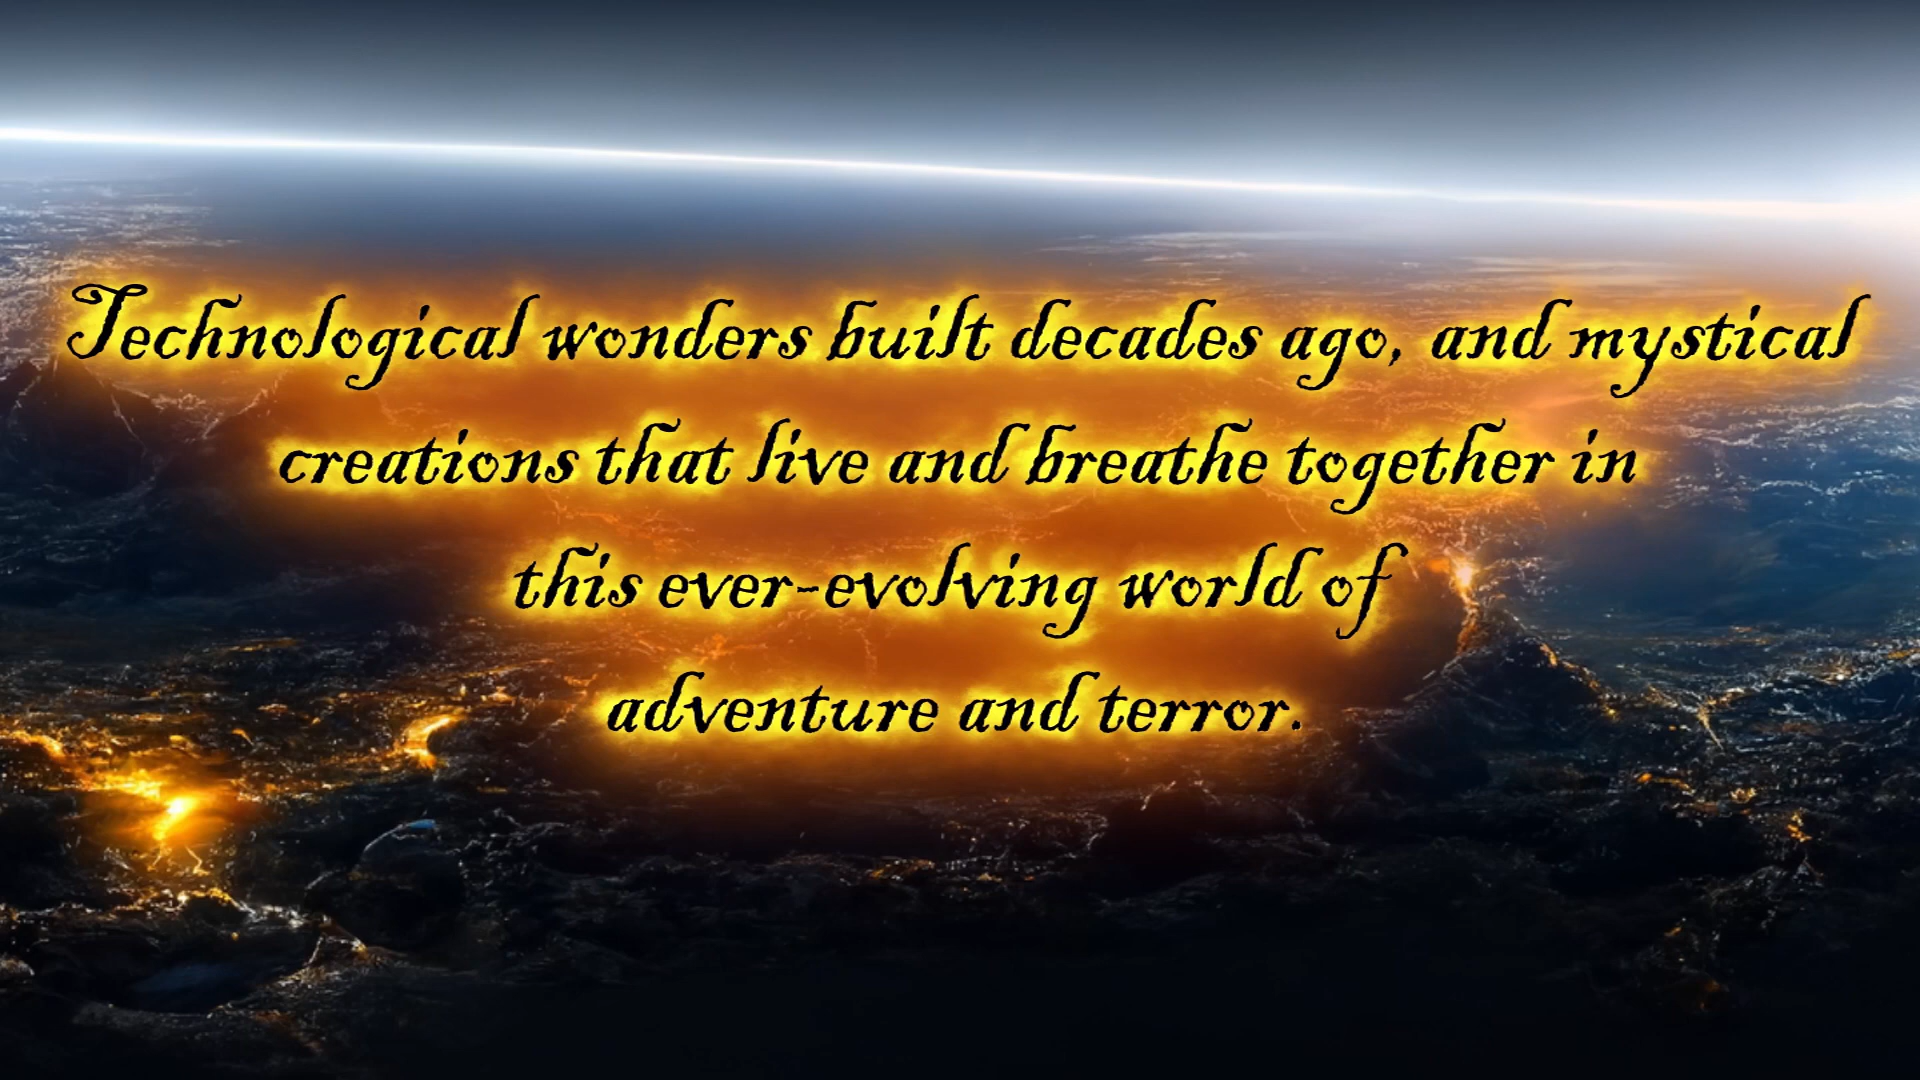 Technological wonders built decades ago, and mystical
creations that live and breathe together in
this ever-evolving world of
adventure and terror.